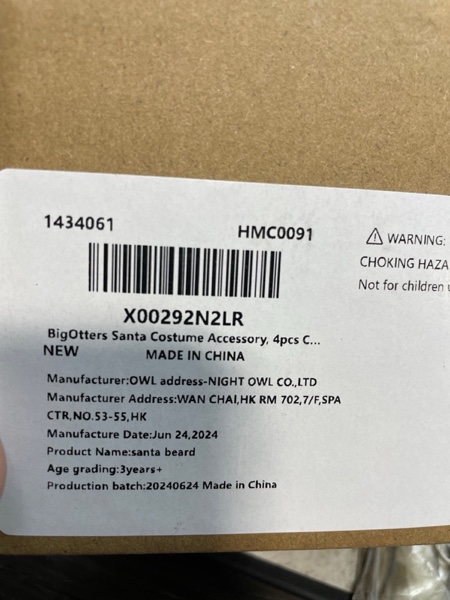 1434061 HMC0091
X00292N2LR
BigOtters Santa Costume Accessory, 4pcs C...
NEW MADE IN CHINA
Manufacturer:OWL address-NIGHT OWL CO.,LTD
Manufacturer Address:WAN CHAI,HK RM 702,7/F,SPA
CTR,NO.53-55,HK
Manufacture Date:Jun 24,2024
Product Name:santa beard
Age grading:3years+
Production batch:20240624 Made in China
⚠ WARNING:
CHOKING HAZA
Not for children